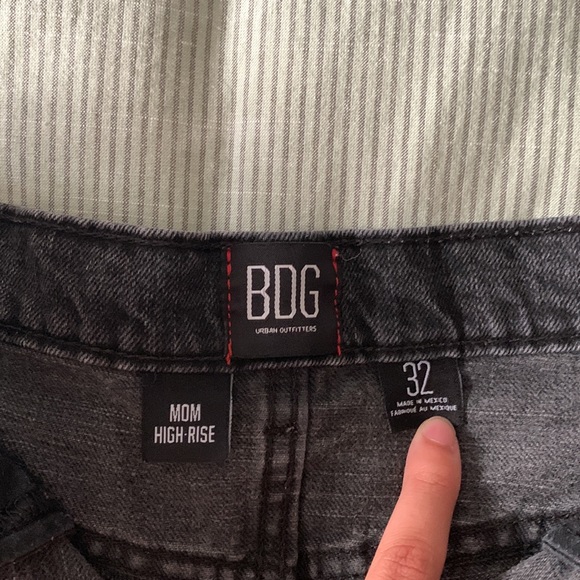 BDG
URBAN OUTFITTERS
MOM
HIGH-RISE
32
MADE IN MEXICO
FABRIQUÉ AU MEXIQUE